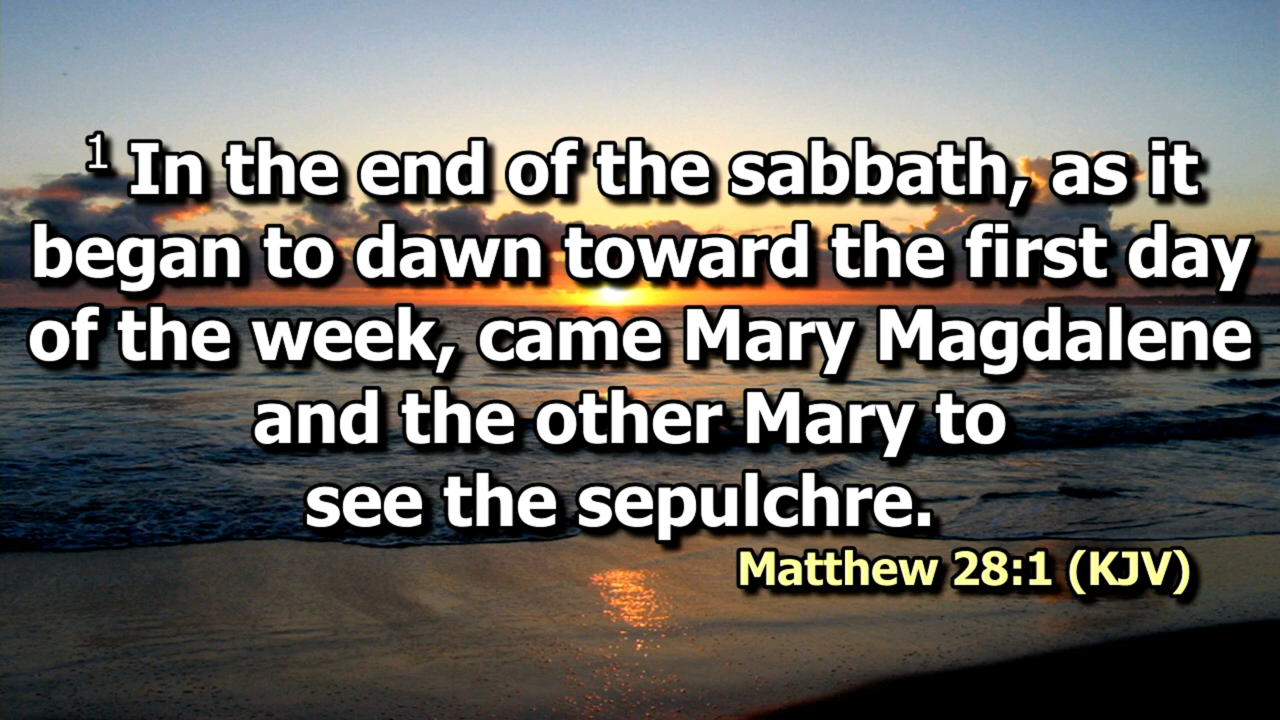 1 In the end of the sabbath, as it
began to dawn toward the first day
of the week, came Mary Magdalene
and the other Mary to
see the sepulchre.
Matthew 28:1 (KJV)